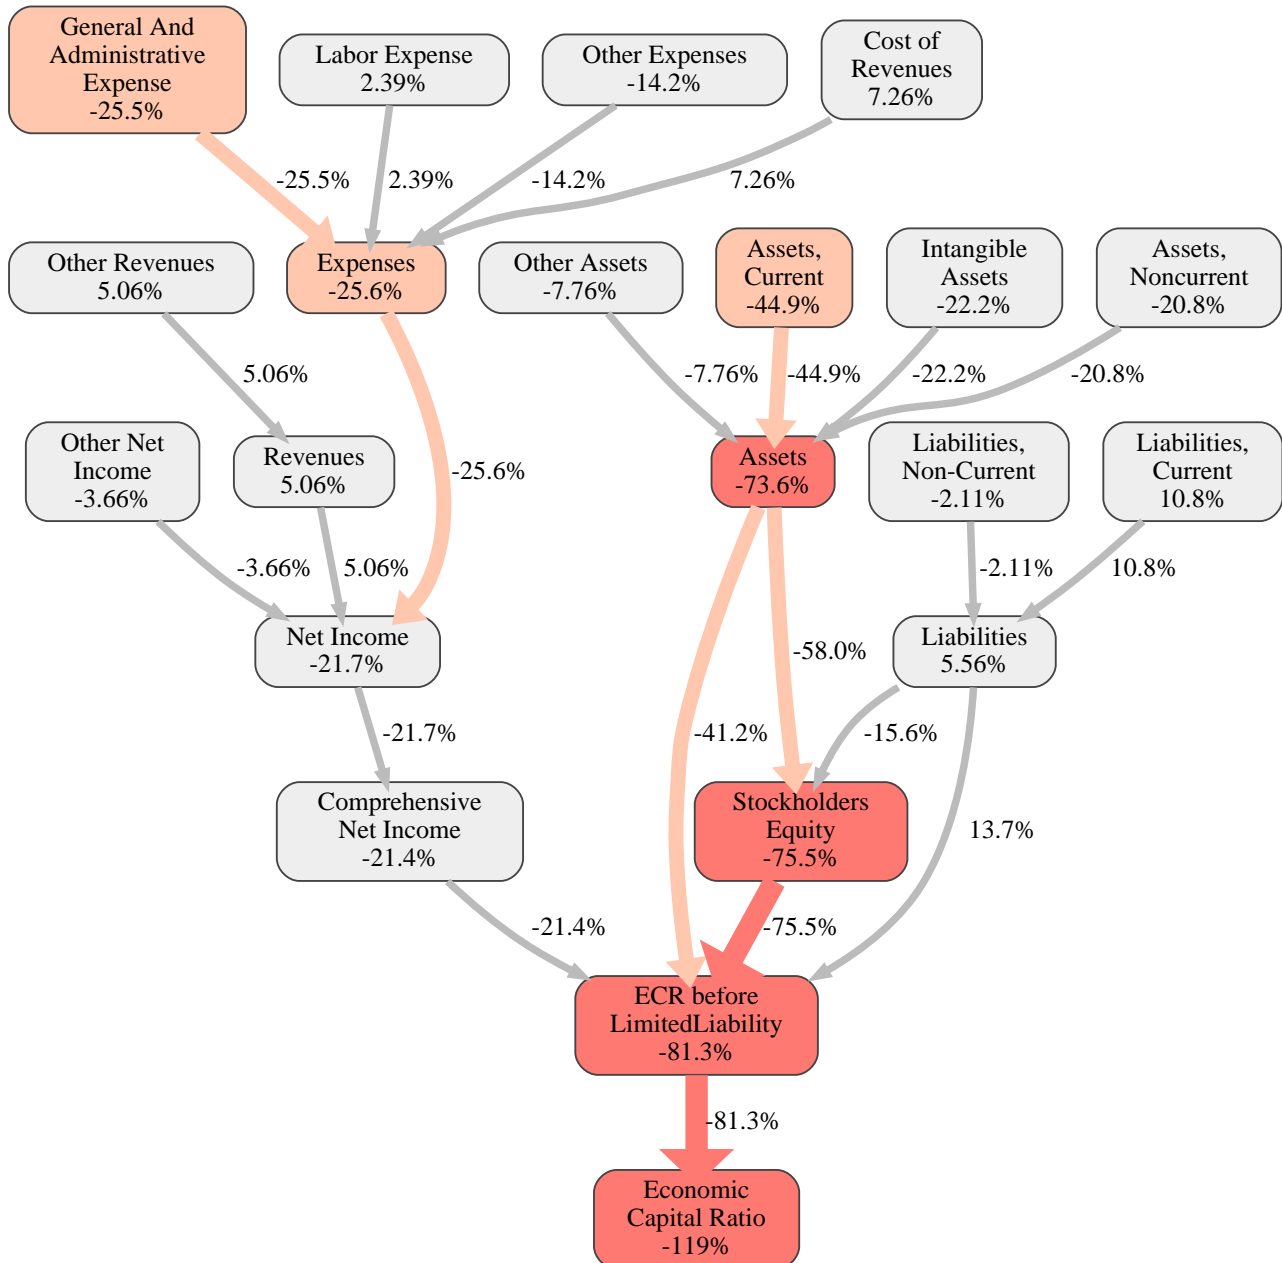 General And
Administrative
Expense
-25.5%
Labor Expense
2.39%
Other Expenses
-14.2%
Cost of
Revenues
7.26%
-25.5%
2.39%
-14.2%
7.26%
Other Revenues
5.06%
Expenses
-25.6%
Other Assets
-7.76%
Assets,
Current
-44.9%
Intangible
Assets
-22.2%
Assets,
Noncurrent
-20.8%
5.06%
-7.76%
-44.9%
-22.2%
-20.8%
Other Net
Income
-3.66%
Revenues
5.06%
-25.6%
Assets
-73.6%
Liabilities,
Non-Current
-2.11%
Liabilities,
Current
10.8%
-3.66%
5.06%
-2.11%
10.8%
Net Income
-21.7%
-58.0%
Liabilities
5.56%
-21.7%
-41.2%
-15.6%
Comprehensive
Net Income
-21.4%
Stockholders
Equity
-75.5%
13.7%
-21.4%
-75.5%
ECR before
LimitedLiability
-81.3%
-81.3%
Economic
Capital Ratio
-119%